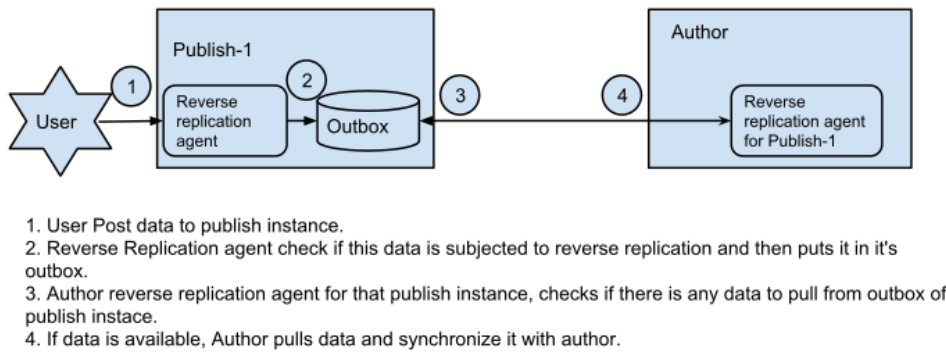 Publish-1
Author
1
2
3
4
User
Reverse
replication
agent
Outbox
Reverse
replication agent
for Publish-1
1. User Post data to publish instance.
2. Reverse Replication agent check if this data is subjected to reverse replication and then puts it in it's
outbox.
3. Author reverse replication agent for that publish instance, checks if there is any data to pull from outbox of
publish instace.
4. If data is available, Author pulls data and synchronize it with author.